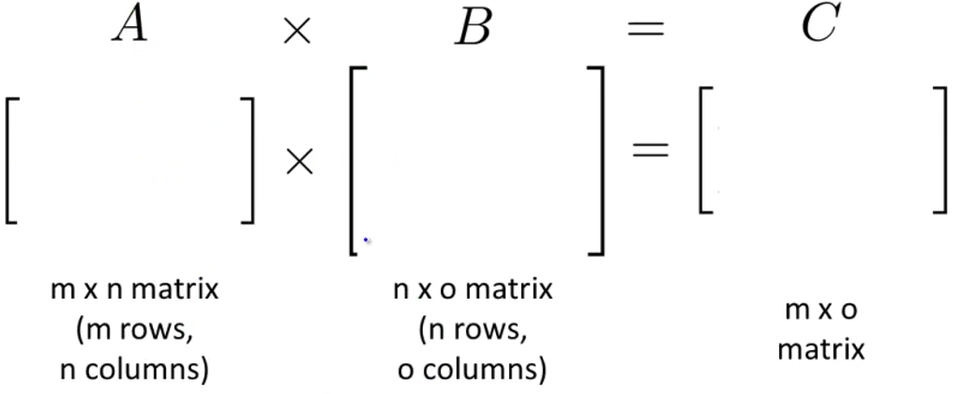 A × B = C
[ ] × [ ] = [ ]
m x n matrix
(m rows,
n columns)
n x o matrix
(n rows,
o columns)
m x o
matrix